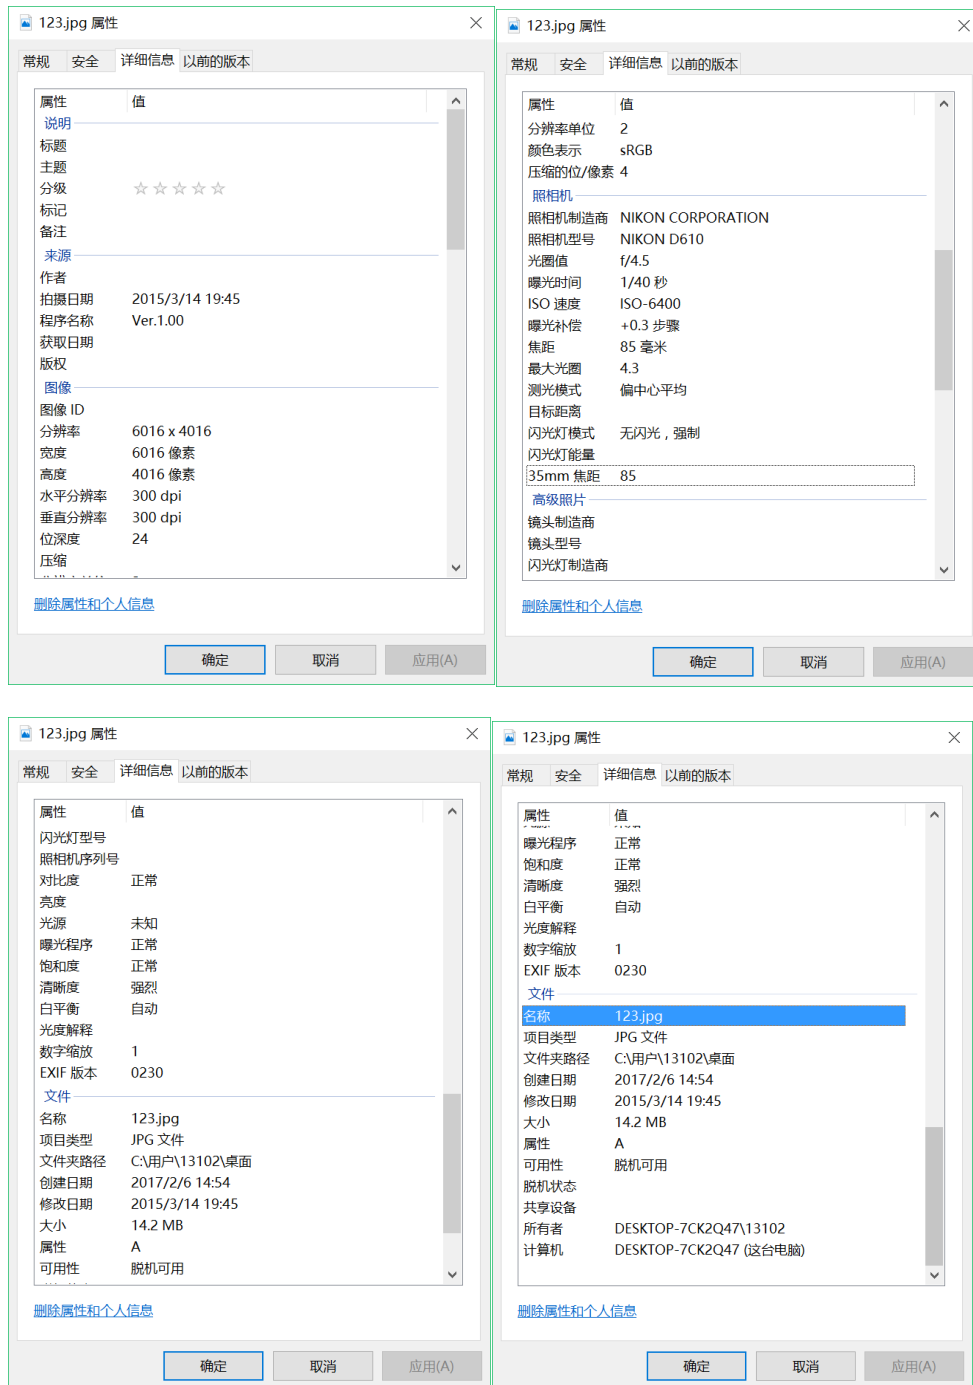 123.jpg 属性
常规 安全 详细信息 以前的版本
属性 值
说明
标题
主题
分级 ☆☆☆☆☆
标记
备注
来源
作者
拍摄日期 2015/3/14 19:45
程序名称 Ver.1.00
获取日期
版权
图像
图像 ID
分辨率 6016 x 4016
宽度 6016 像素
高度 4016 像素
水平分辨率 300 dpi
垂直分辨率 300 dpi
位深度 24
压缩
删除属性和个人信息
确定 取消 应用(A)
123.jpg 属性
常规 安全 详细信息 以前的版本
属性 值
分辨率单位 2
颜色表示 sRGB
压缩的位/像素 4
照相机
照相机制造商 NIKON CORPORATION
照相机型号 NIKON D610
光圈值 f/4.5
曝光时间 1/40 秒
ISO 速度 ISO-6400
曝光补偿 +0.3 步骤
焦距 85 毫米
最大光圈 4.3
测光模式 偏中心平均
目标距离
闪光灯模式 无闪光，强制
闪光灯能量
35mm 焦距 85
高级照片
镜头制造商
镜头型号
闪光灯制造商
删除属性和个人信息
确定 取消 应用(A)
123.jpg 属性
常规 安全 详细信息 以前的版本
属性 值
闪光灯型号
照相机序列号
对比度 正常
亮度
光源 未知
曝光程序 正常
饱和度 正常
清晰度 强烈
白平衡 自动
光度解释
数字缩放 1
EXIF 版本 0230
文件
名称 123.jpg
项目类型 JPG 文件
文件夹路径 C:\用户\13102\桌面
创建日期 2017/2/6 14:54
修改日期 2015/3/14 19:45
大小 14.2 MB
属性 A
可用性 脱机可用
删除属性和个人信息
确定 取消 应用(A)
123.jpg 属性
常规 安全 详细信息 以前的版本
属性 值
曝光程序 正常
饱和度 正常
清晰度 强烈
白平衡 自动
光度解释
数字缩放 1
EXIF 版本 0230
文件
名称 123.jpg
项目类型 JPG 文件
文件夹路径 C:\用户\13102\桌面
创建日期 2017/2/6 14:54
修改日期 2015/3/14 19:45
大小 14.2 MB
属性 A
可用性 脱机可用
脱机状态
共享设备
所有者 DESKTOP-7CK2Q47\13102
计算机 DESKTOP-7CK2Q47 (这台电脑)
删除属性和个人信息
确定 取消 应用(A)